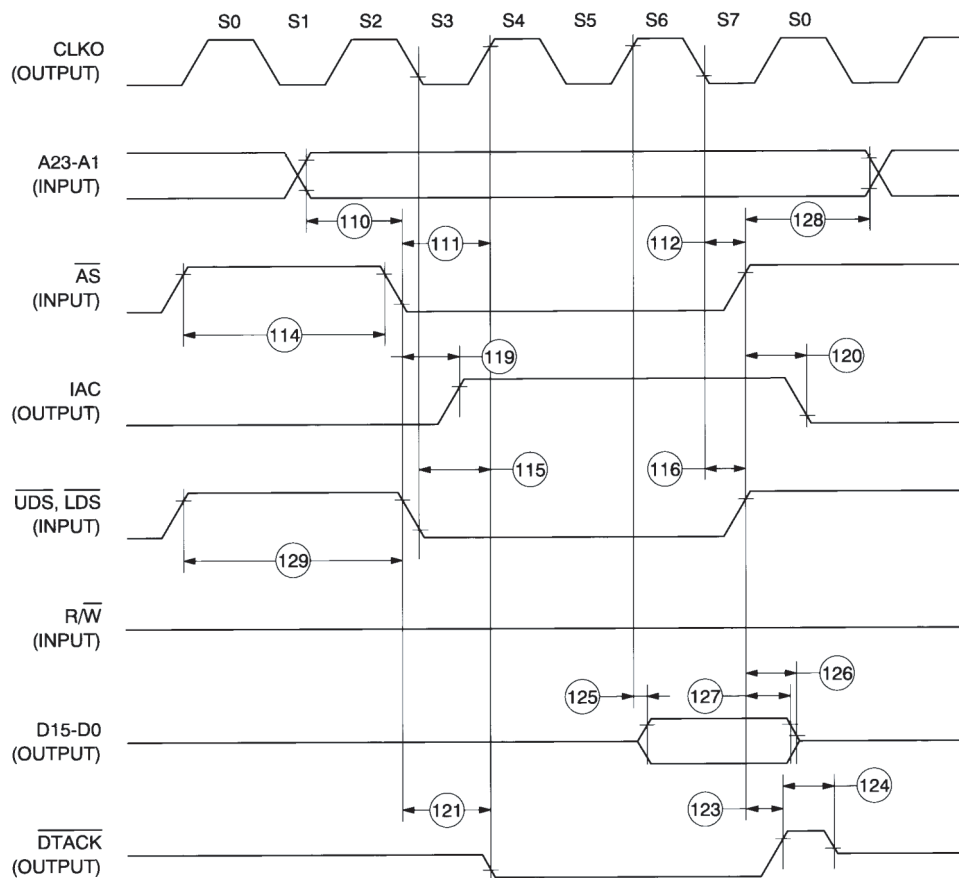 S0 S1 S2 S3 S4 S5 S6 S7 S0
CLKO
(OUTPUT)
A23-A1
(INPUT)
110
128
111
112
AS
(INPUT)
114
119
120
IAC
(OUTPUT)
115
116
UDS, LDS
(INPUT)
129
R/W
(INPUT)
126
125
127
D15-D0
(OUTPUT)
124
121
123
DTACK
(OUTPUT)